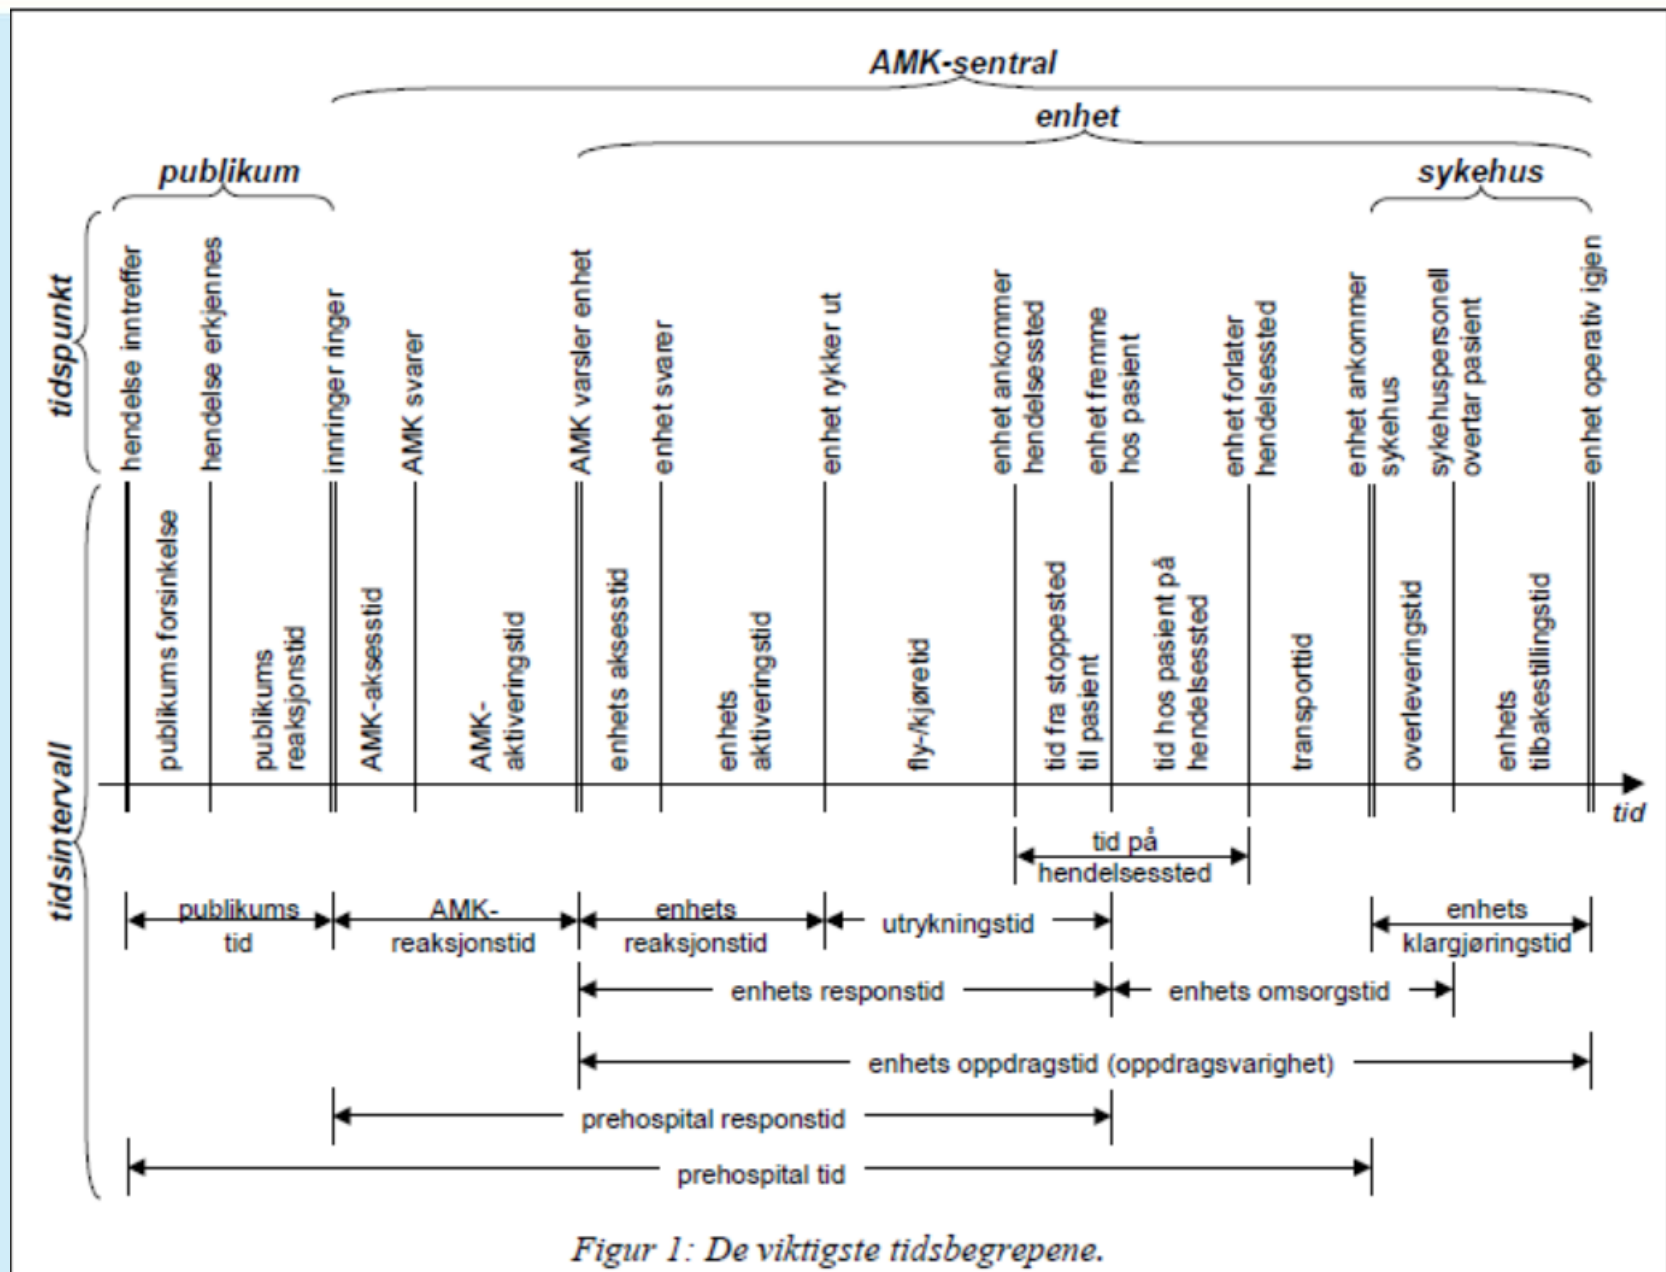 AMK-sentral
enhet
publikum
sykehus
tidspunkt
hendelse inntreffer
hendelse erkjennes
innringer ringer
AMK svarer
AMK varsler enhet
enhet svarer
enhet rykker ut
enhet ankommer
hendelsessted
enhet fremme
hos pasient
enhet forlater
hendelsessted
enhet ankommer
sykehus
sykehuspersonell
overtar pasient
enhet operativ igjen
tidsintervall
publikums forsinkelse
publikums
reaksjonstid
AMK-aksesstid
AMK-
aktiveringstid
enhets aksesstid
enhets
aktiveringstid
fly-/kjøretid
tid fra stoppested
til pasient
tid hos pasient på
hendelsessted
transporttid
overleveringstid
enhets
tilbakestillingstid
tid
tid på
hendelsessted
publikums
tid
AMK-
reaksjonstid
enhets
reaksjonstid
utrykningstid
enhets
klargjøringstid
enhets responstid
enhets omsorgstid
enhets oppdragstid (oppdragsvarighet)
prehospital responstid
prehospital tid
Figur 1: De viktigste tidsbegrepene.